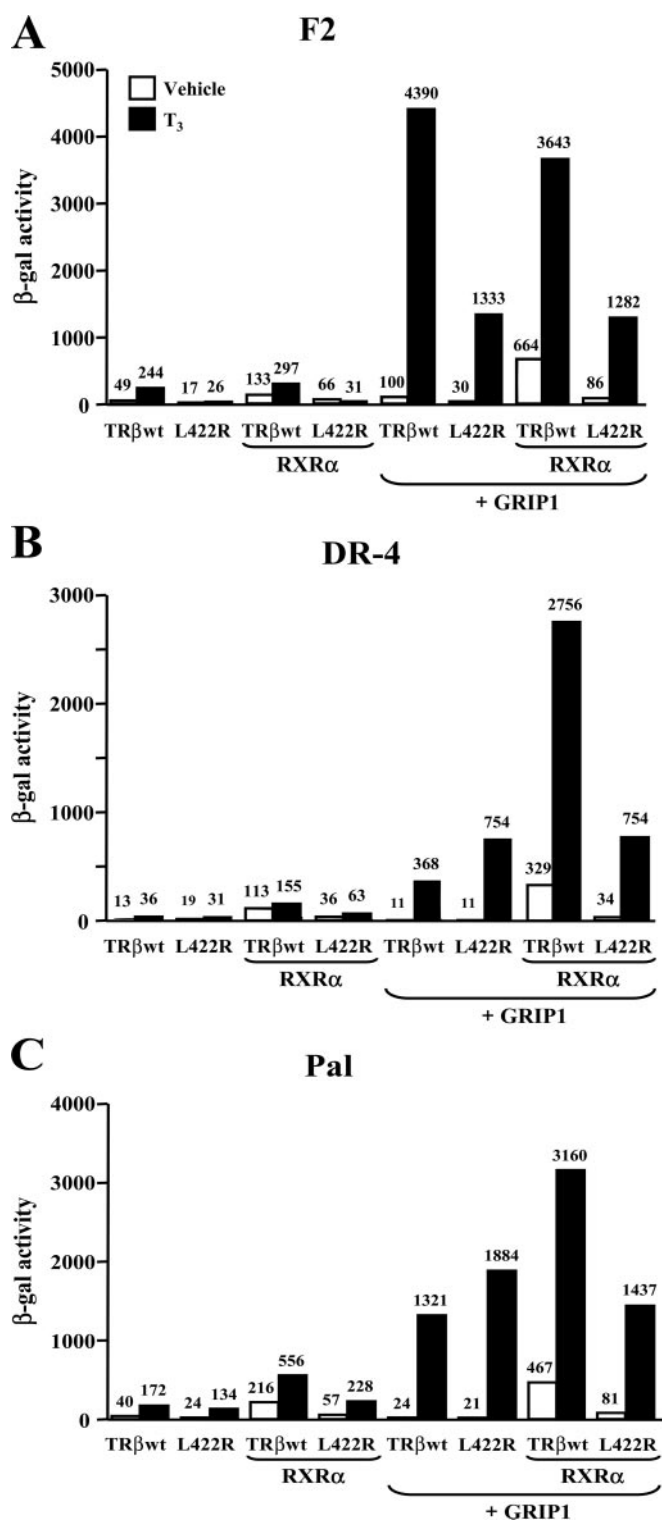 A
F2
5000
4000
3000
2000
1000
0
β-gal activity
Vehicle
T3
49 244 17 26 133 297 66 31 100 4390 30 1333 664 3643 86 1282
TRβwt L422R TRβwt L422R TRβwt L422R TRβwt L422R
RXRα RXRα
+ GRIP1
B
DR-4
3000
2000
1000
0
β-gal activity
13 36 19 31 113 155 36 63 11 368 11 754 329 2756 34 754
TRβwt L422R TRβwt L422R TRβwt L422R TRβwt L422R
RXRα RXRα
+ GRIP1
C
Pal
4000
3000
2000
1000
0
β-gal activity
40 172 24 134 216 556 57 228 24 1321 21 1884 467 3160 81 1437
TRβwt L422R TRβwt L422R TRβwt L422R TRβwt L422R
RXRα RXRα
+ GRIP1